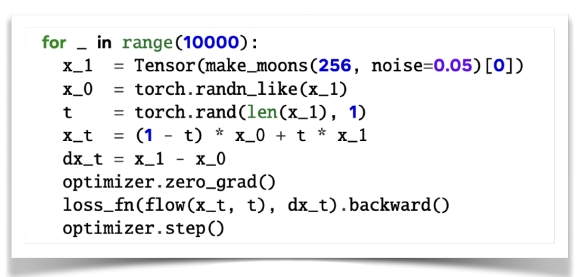 for _ in range(10000):
  x_1  = Tensor(make_moons(256, noise=0.05)[0])
  x_0  = torch.randn_like(x_1)
  t    = torch.rand(len(x_1), 1)
  x_t  = (1 - t) * x_0 + t * x_1
  dx_t = x_1 - x_0
  optimizer.zero_grad()
  loss_fn(flow(x_t, t), dx_t).backward()
  optimizer.step()